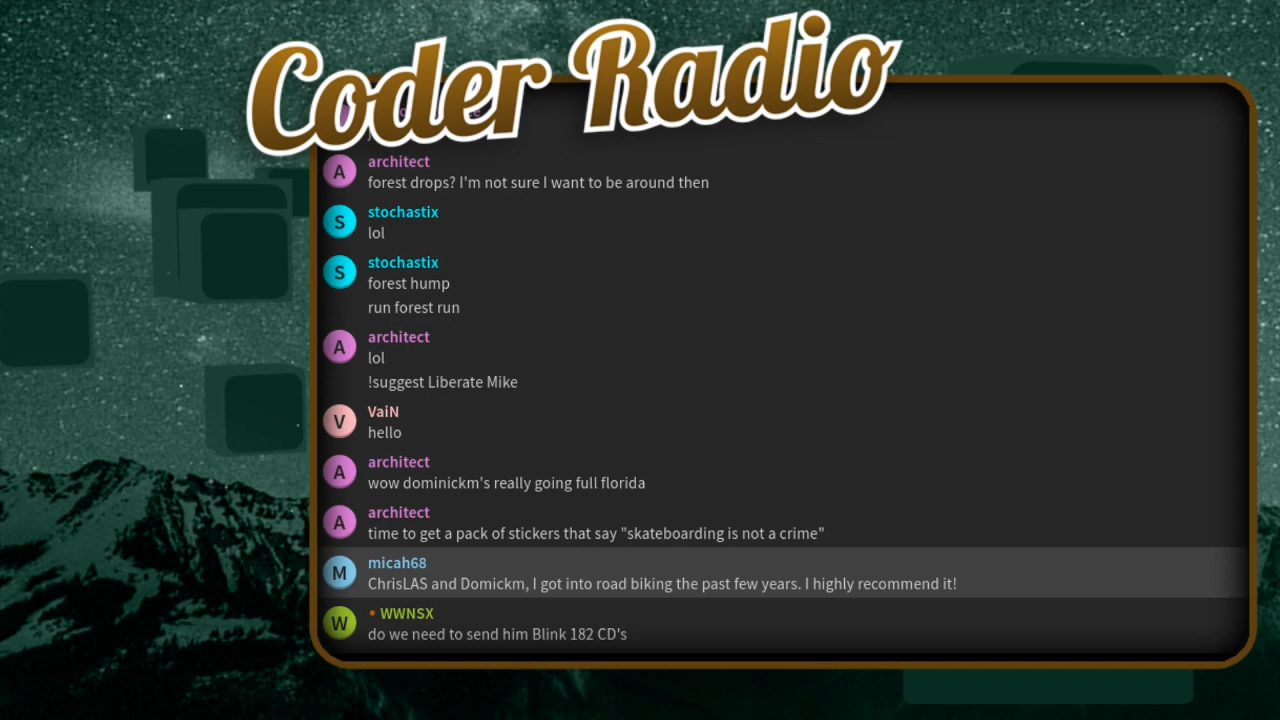 Coder Radio
A architect
forest drops? I'm not sure I want to be around then
S stochastix
lol
S stochastix
forest hump
run forest run
A architect
lol
!suggest Liberate Mike
V VaiN
hello
A architect
wow dominickm's really going full florida
A architect
time to get a pack of stickers that say "skateboarding is not a crime"
M micah68
ChrisLAS and Domickm, I got into road biking the past few years. I highly recommend it!
W • WWNSX
do we need to send him Blink 182 CD's